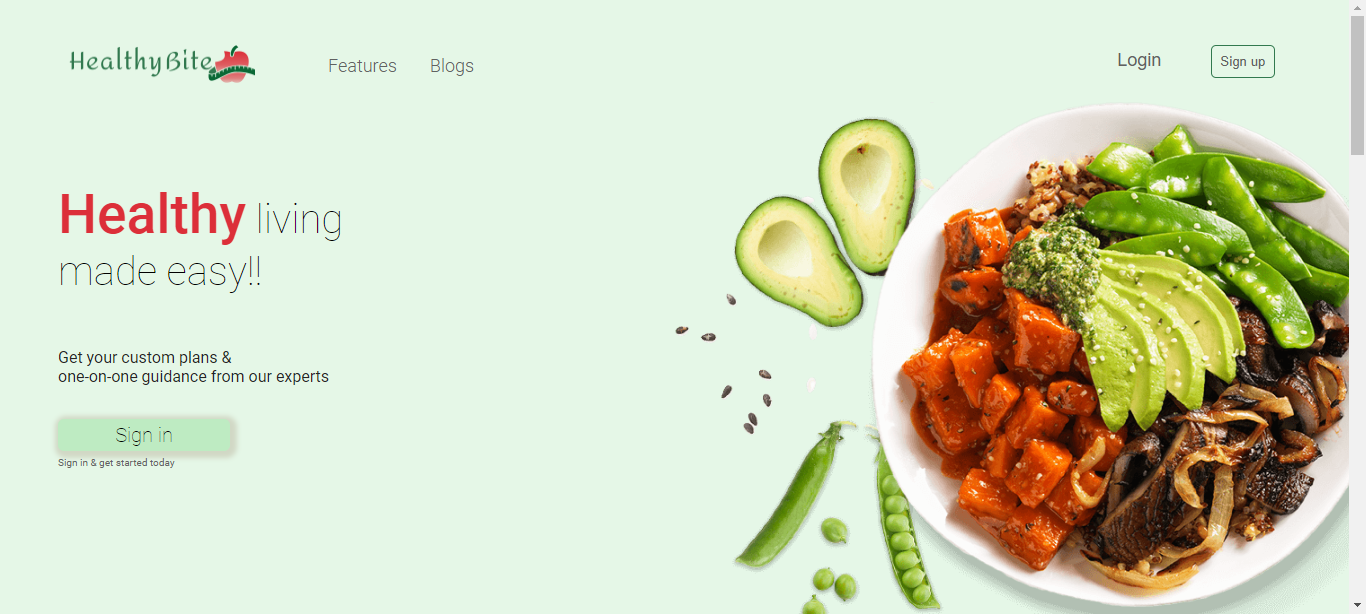 HealthyBite
Features
Blogs
Login
Sign up
Healthy living
made easy!!
Get your custom plans &
one-on-one guidance from our experts
Sign in
Sign in & get started today